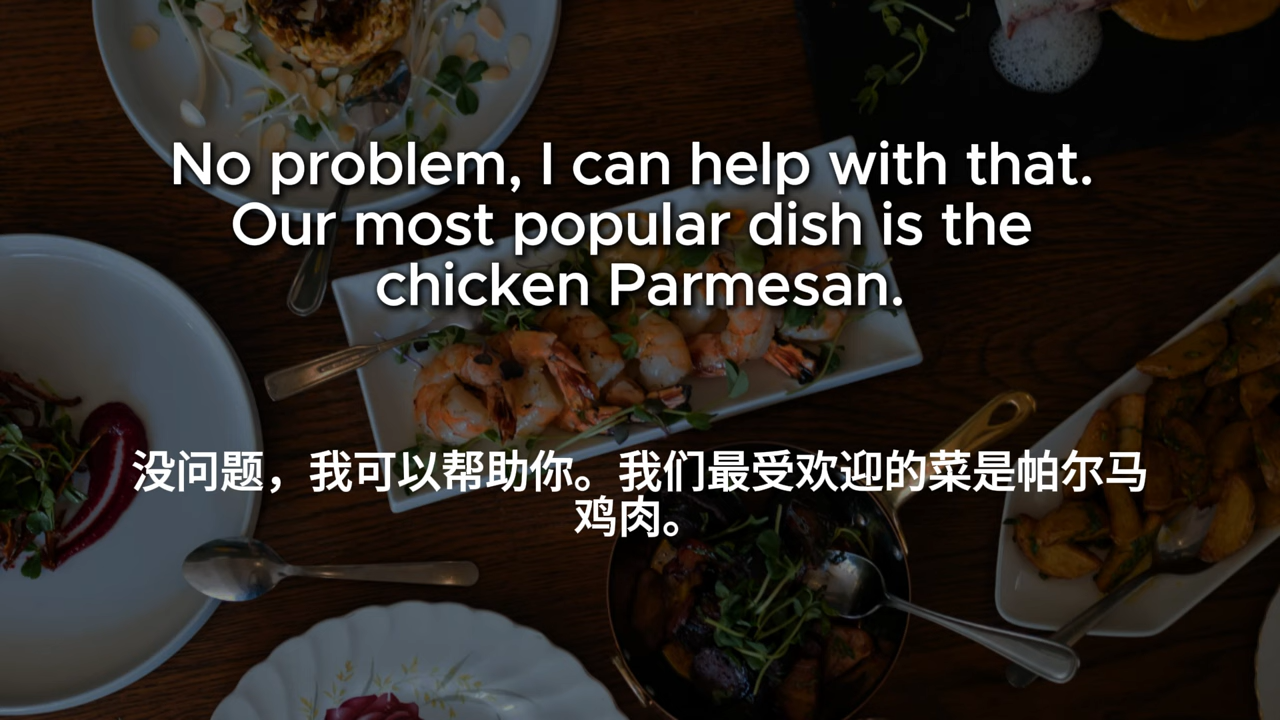 No problem, I can help with that.
Our most popular dish is the
chicken Parmesan.
没问题，我可以帮助你。我们最受欢迎的菜是帕尔马
鸡肉。